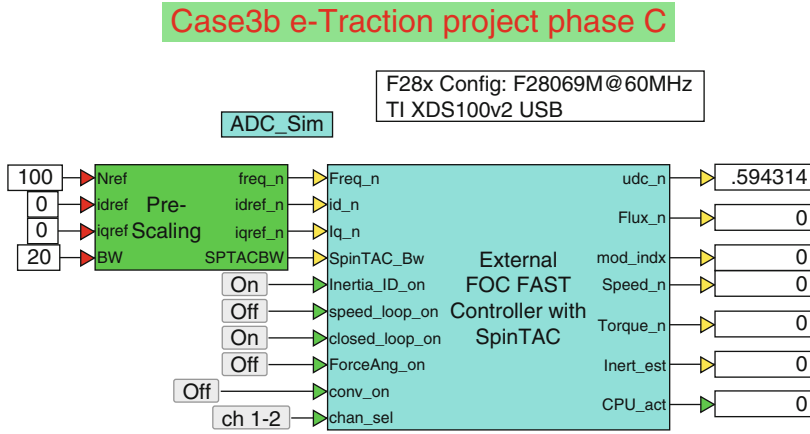 Case3b e-Traction project phase C
F28x Config: F28069M@60MHz
TI XDS100v2 USB
ADC_Sim
100 Nref freq_n Freq_n udc_n .594314
0 idref Pre- idref_n id_n Flux_n 0
0 iqref Scaling iqref_n Iq_n
20 BW SPTACBW SpinTAC_Bw External mod_indx 0
On Inertia_ID_on FOC FAST Speed_n 0
Off speed_loop_on Controller with Torque_n 0
On closed_loop_on SpinTAC
Off ForceAng_on Inert_est 0
Off conv_on CPU_act 0
ch 1-2 chan_sel